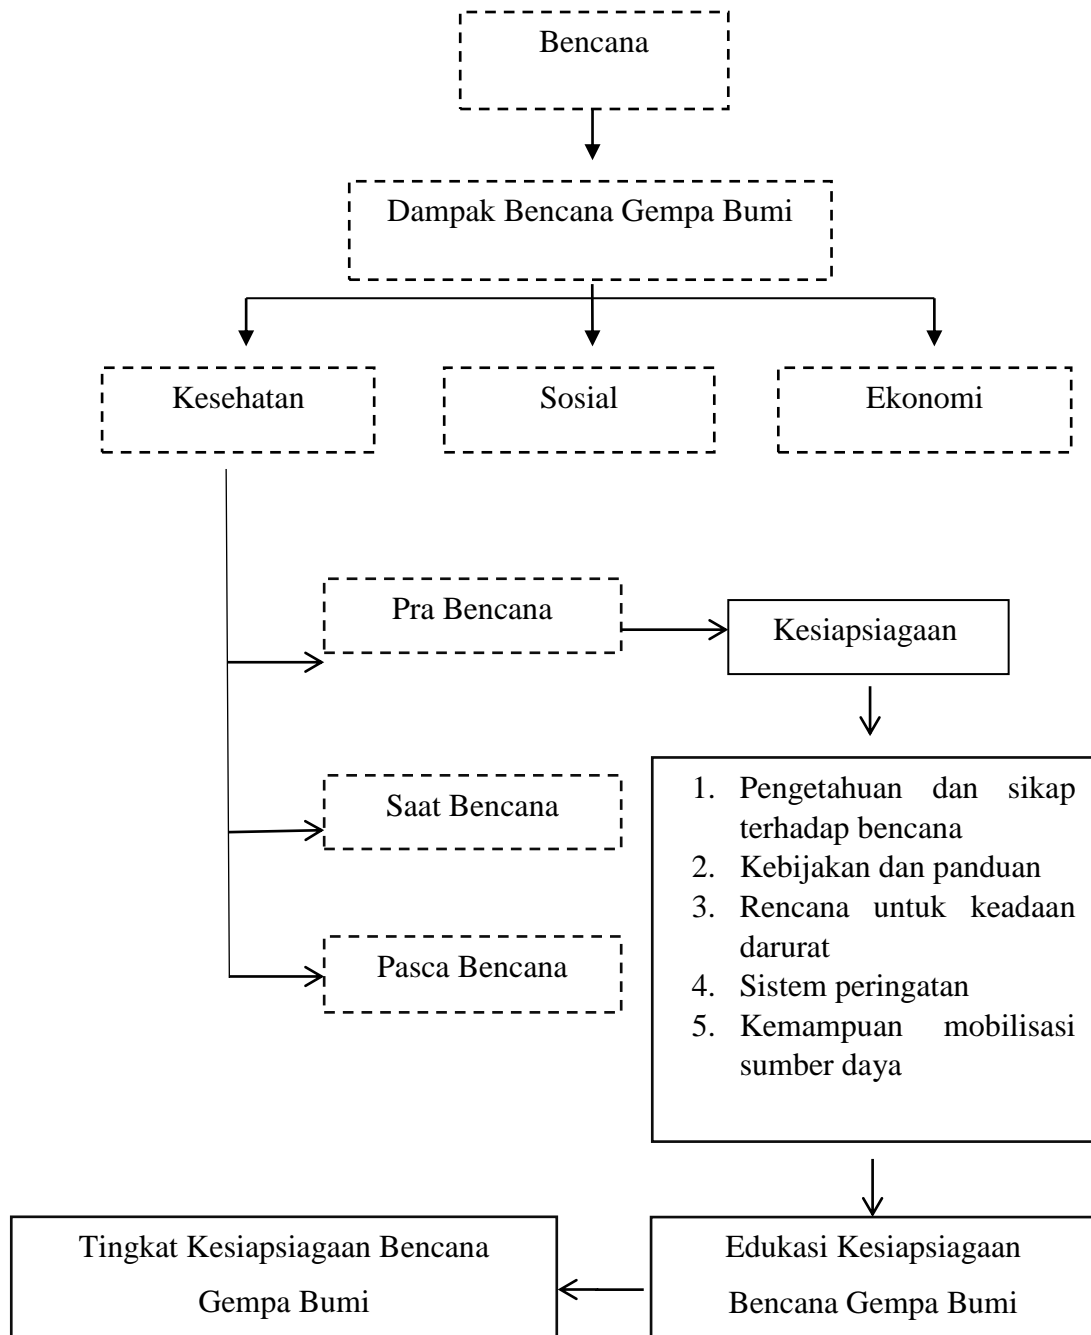 Bencana
Dampak Bencana Gempa Bumi
Kesehatan
Sosial
Ekonomi
Pra Bencana
Kesiapsiagaan
Saat Bencana
Pasca Bencana
1. Pengetahuan dan sikap
terhadap bencana
2. Kebijakan dan panduan
3. Rencana untuk keadaan
darurat
4. Sistem peringatan
5. Kemampuan mobilisasi
sumber daya
Edukasi Kesiapsiagaan
Bencana Gempa Bumi
Tingkat Kesiapsiagaan Bencana
Gempa Bumi